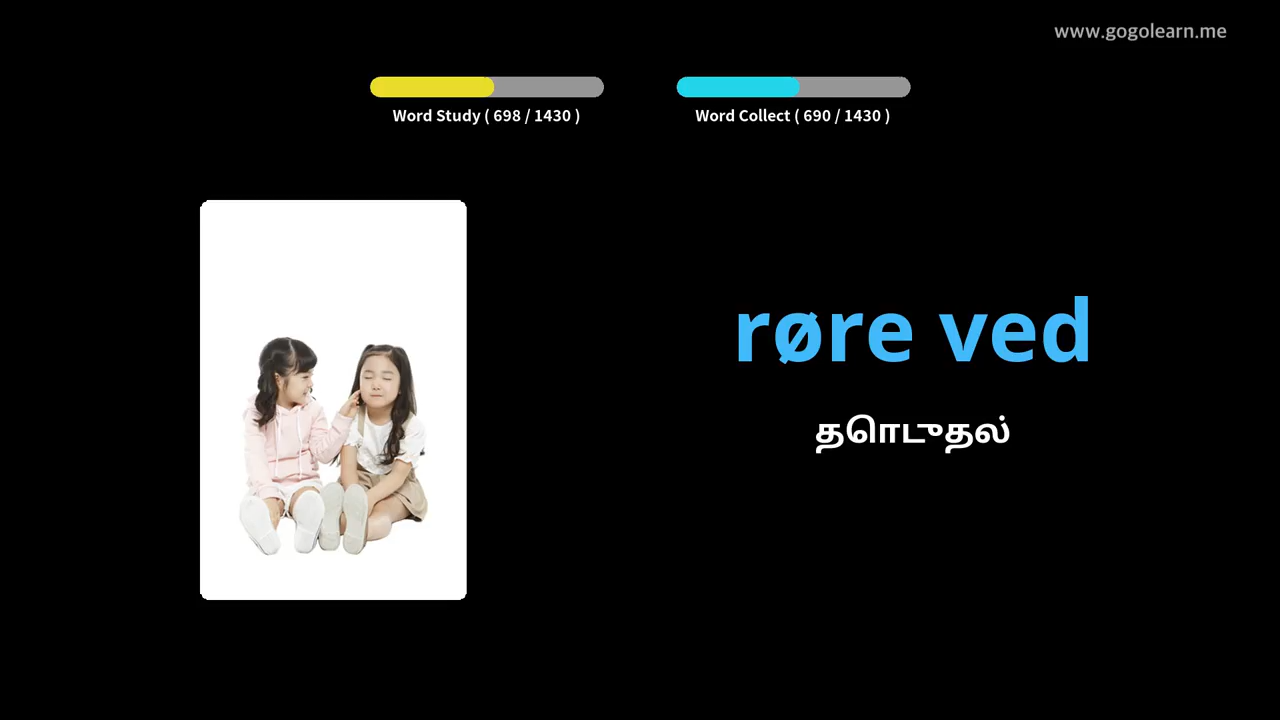 www.gogolearn.me
Word Study ( 698 / 1430 )
Word Collect ( 690 / 1430 )
røre ved
தொடுதல்